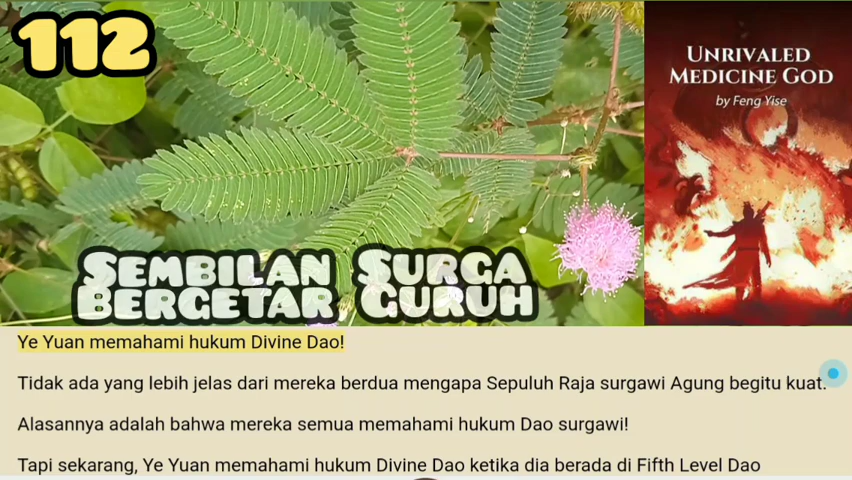 112
UNRIVALED
MEDICINE GOD
by Feng Yise
SEMBILAN SURGA
BERGETAR GURUH
Ye Yuan memahami hukum Divine Dao!
Tidak ada yang lebih jelas dari mereka berdua mengapa Sepuluh Raja surgawi Agung begitu kuat.
Alasannya adalah bahwa mereka semua memahami hukum Dao surgawi!
Tapi sekarang, Ye Yuan memahami hukum Divine Dao ketika dia berada di Fifth Level Dao